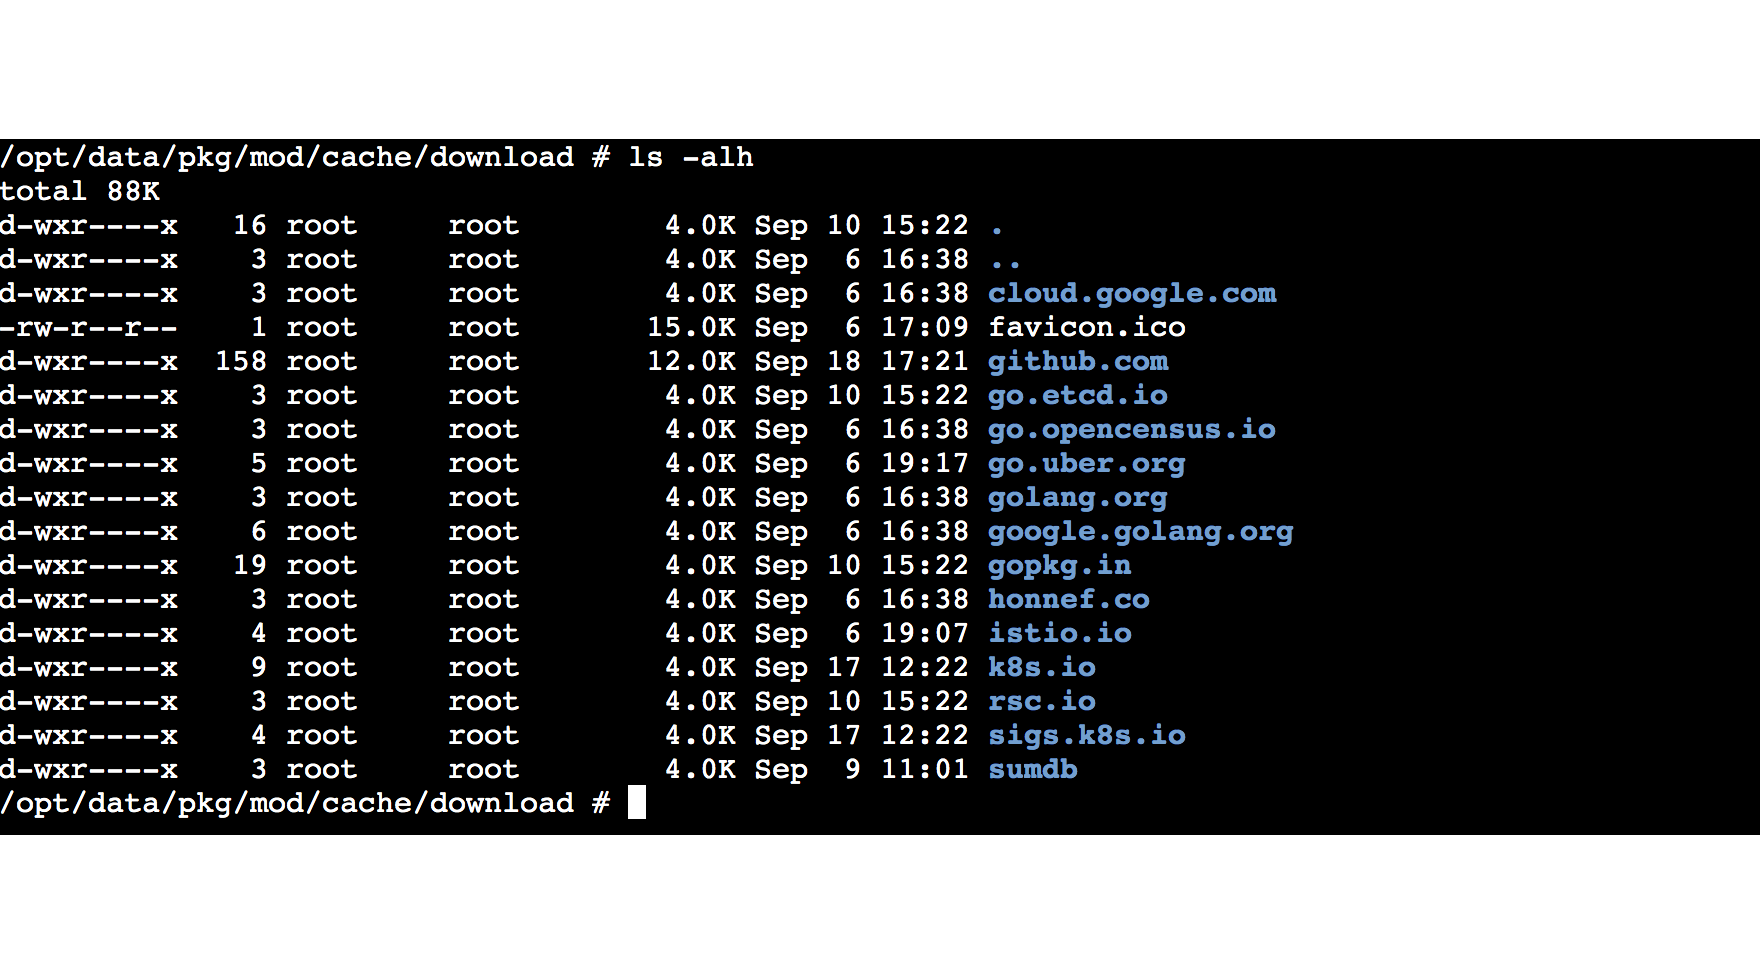 /opt/data/pkg/mod/cache/download # ls -alh
total 88K
d-wxr----x   16 root     root        4.0K Sep 10 15:22 .
d-wxr----x    3 root     root        4.0K Sep  6 16:38 ..
d-wxr----x    3 root     root        4.0K Sep  6 16:38 cloud.google.com
-rw-r--r--    1 root     root       15.0K Sep  6 17:09 favicon.ico
d-wxr----x  158 root     root       12.0K Sep 18 17:21 github.com
d-wxr----x    3 root     root        4.0K Sep 10 15:22 go.etcd.io
d-wxr----x    3 root     root        4.0K Sep  6 16:38 go.opencensus.io
d-wxr----x    5 root     root        4.0K Sep  6 19:17 go.uber.org
d-wxr----x    3 root     root        4.0K Sep  6 16:38 golang.org
d-wxr----x    6 root     root        4.0K Sep  6 16:38 google.golang.org
d-wxr----x   19 root     root        4.0K Sep 10 15:22 gopkg.in
d-wxr----x    3 root     root        4.0K Sep  6 16:38 honnef.co
d-wxr----x    4 root     root        4.0K Sep  6 19:07 istio.io
d-wxr----x    9 root     root        4.0K Sep 17 12:22 k8s.io
d-wxr----x    3 root     root        4.0K Sep 10 15:22 rsc.io
d-wxr----x    4 root     root        4.0K Sep 17 12:22 sigs.k8s.io
d-wxr----x    3 root     root        4.0K Sep  9 11:01 sumdb
/opt/data/pkg/mod/cache/download #